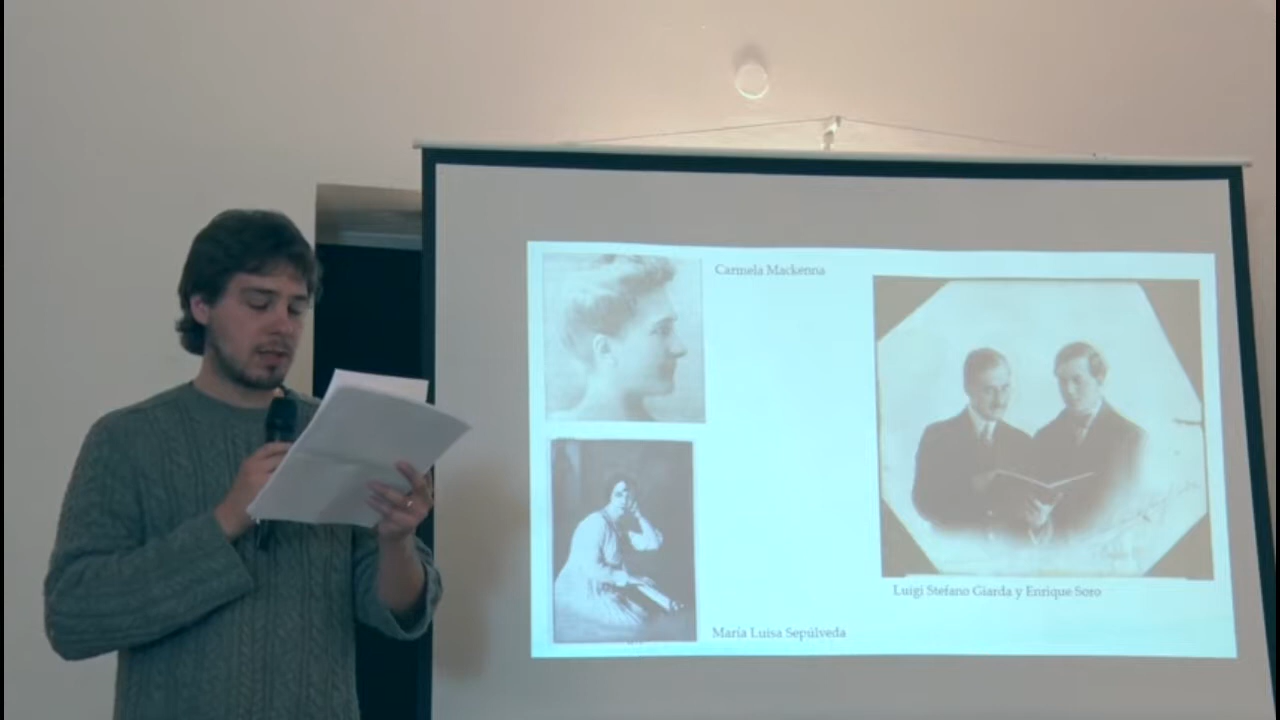 Carmela Mackenna
Luigi Stefano Giarda y Enrique Soro
María Luisa Sepúlveda